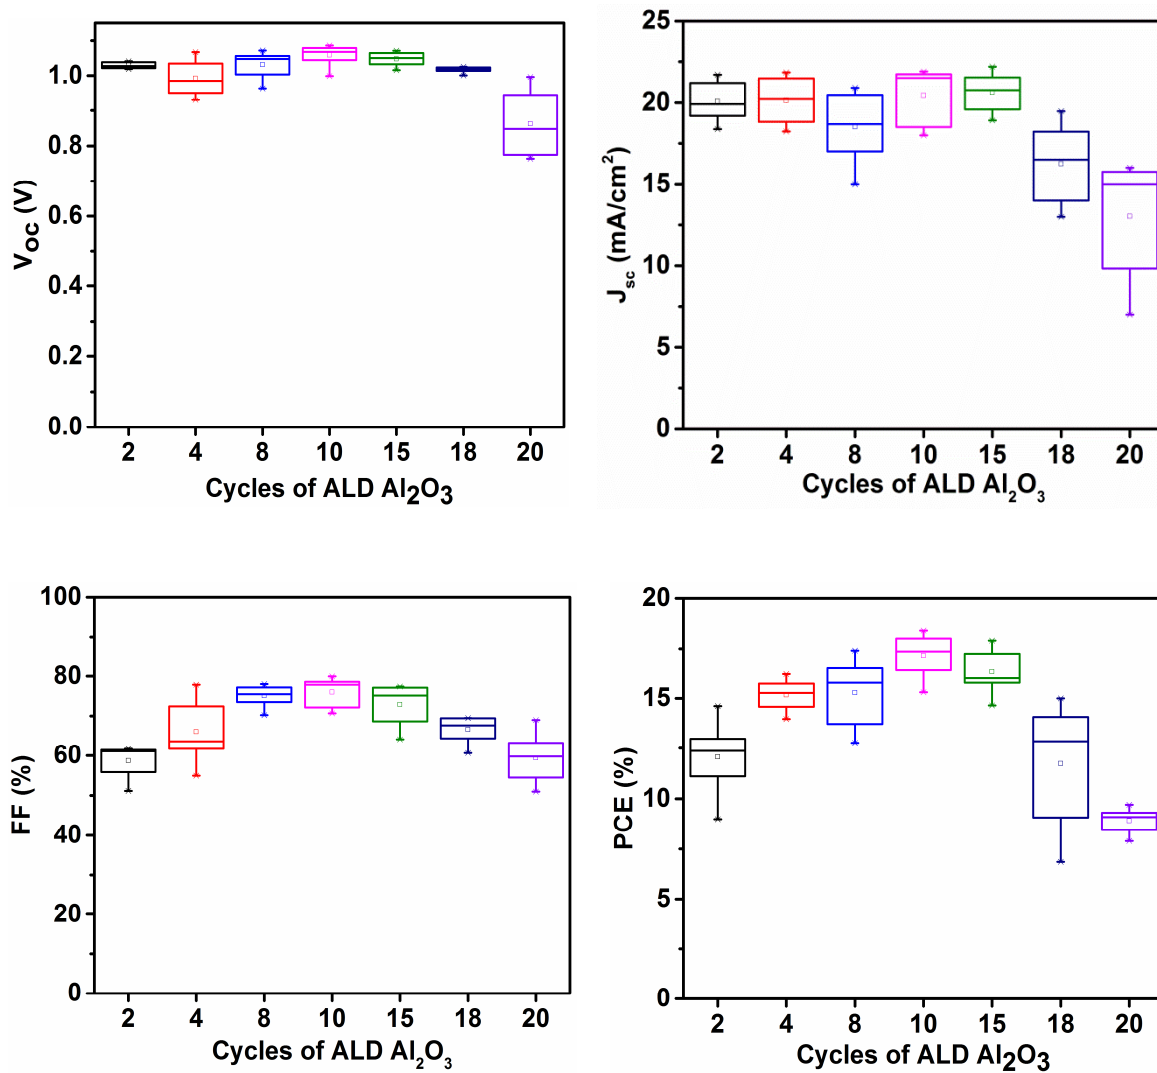 VOC (V)
1.0
0.8
0.6
0.4
0.2
0.0
2 4 8 10 15 18 20
Cycles of ALD Al2O3
Jsc (mA/cm²)
25
20
15
10
5
0
2 4 8 10 15 18 20
Cycles of ALD Al₂O₃
FF (%)
100
80
60
40
20
0
2 4 8 10 15 18 20
Cycles of ALD Al₂O₃
PCE (%)
20
15
10
5
0
2 4 8 10 15 18 20
Cycles of ALD Al2O3